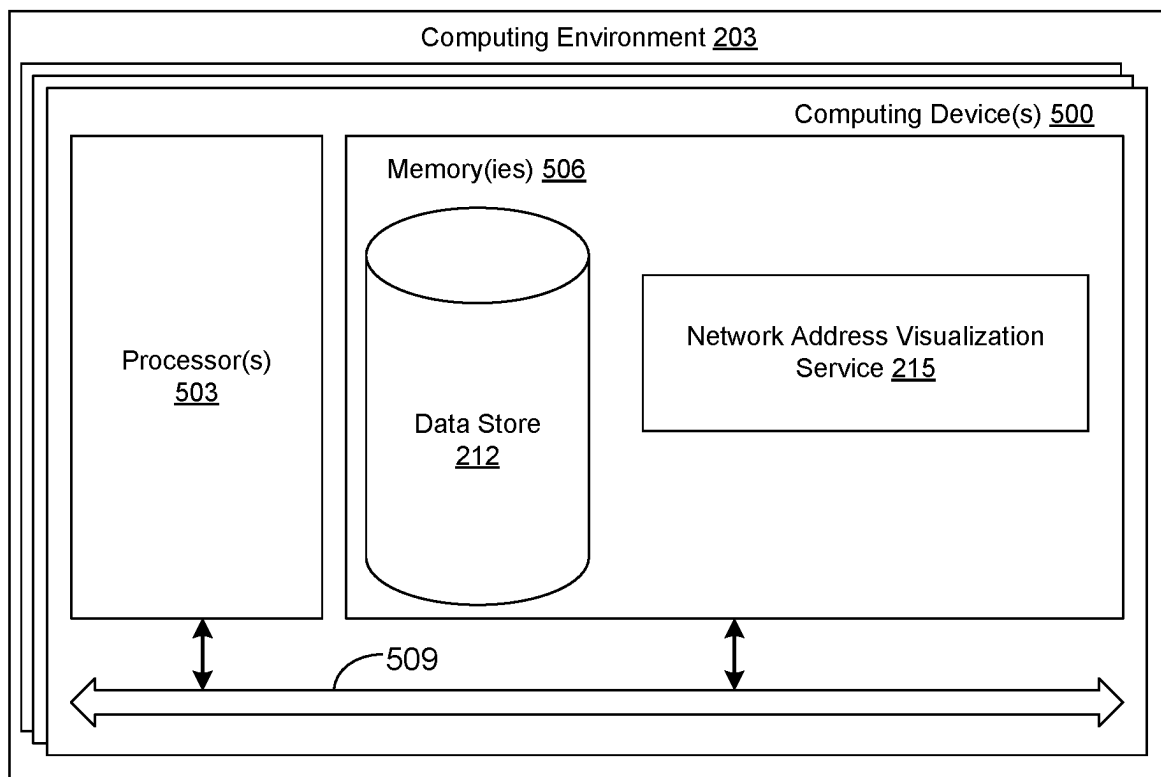 Computing Environment 203
Computing Device(s) 500
Memory(ies) 506
Processor(s)
503
Data Store
212
Network Address Visualization
Service 215
509